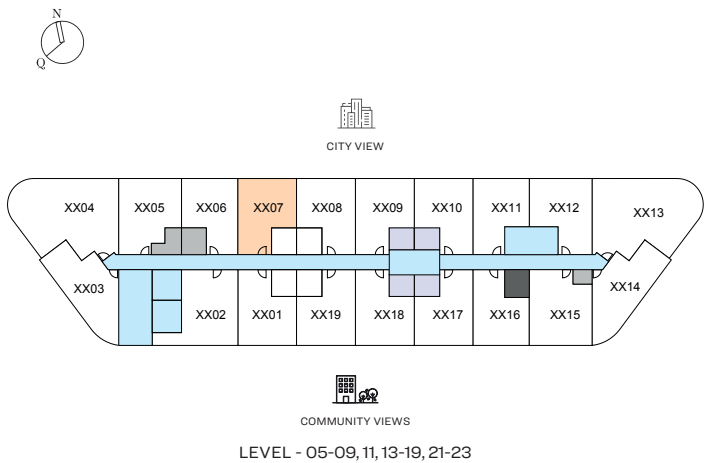 N
Q
CITY VIEW
XX04 XX05 XX06 XX07 XX08 XX09 XX10 XX11 XX12 XX13
XX03 XX02 XX01 XX19 XX18 XX17 XX16 XX15 XX14
COMMUNITY VIEWS
LEVEL - 05-09, 11, 13-19, 21-23